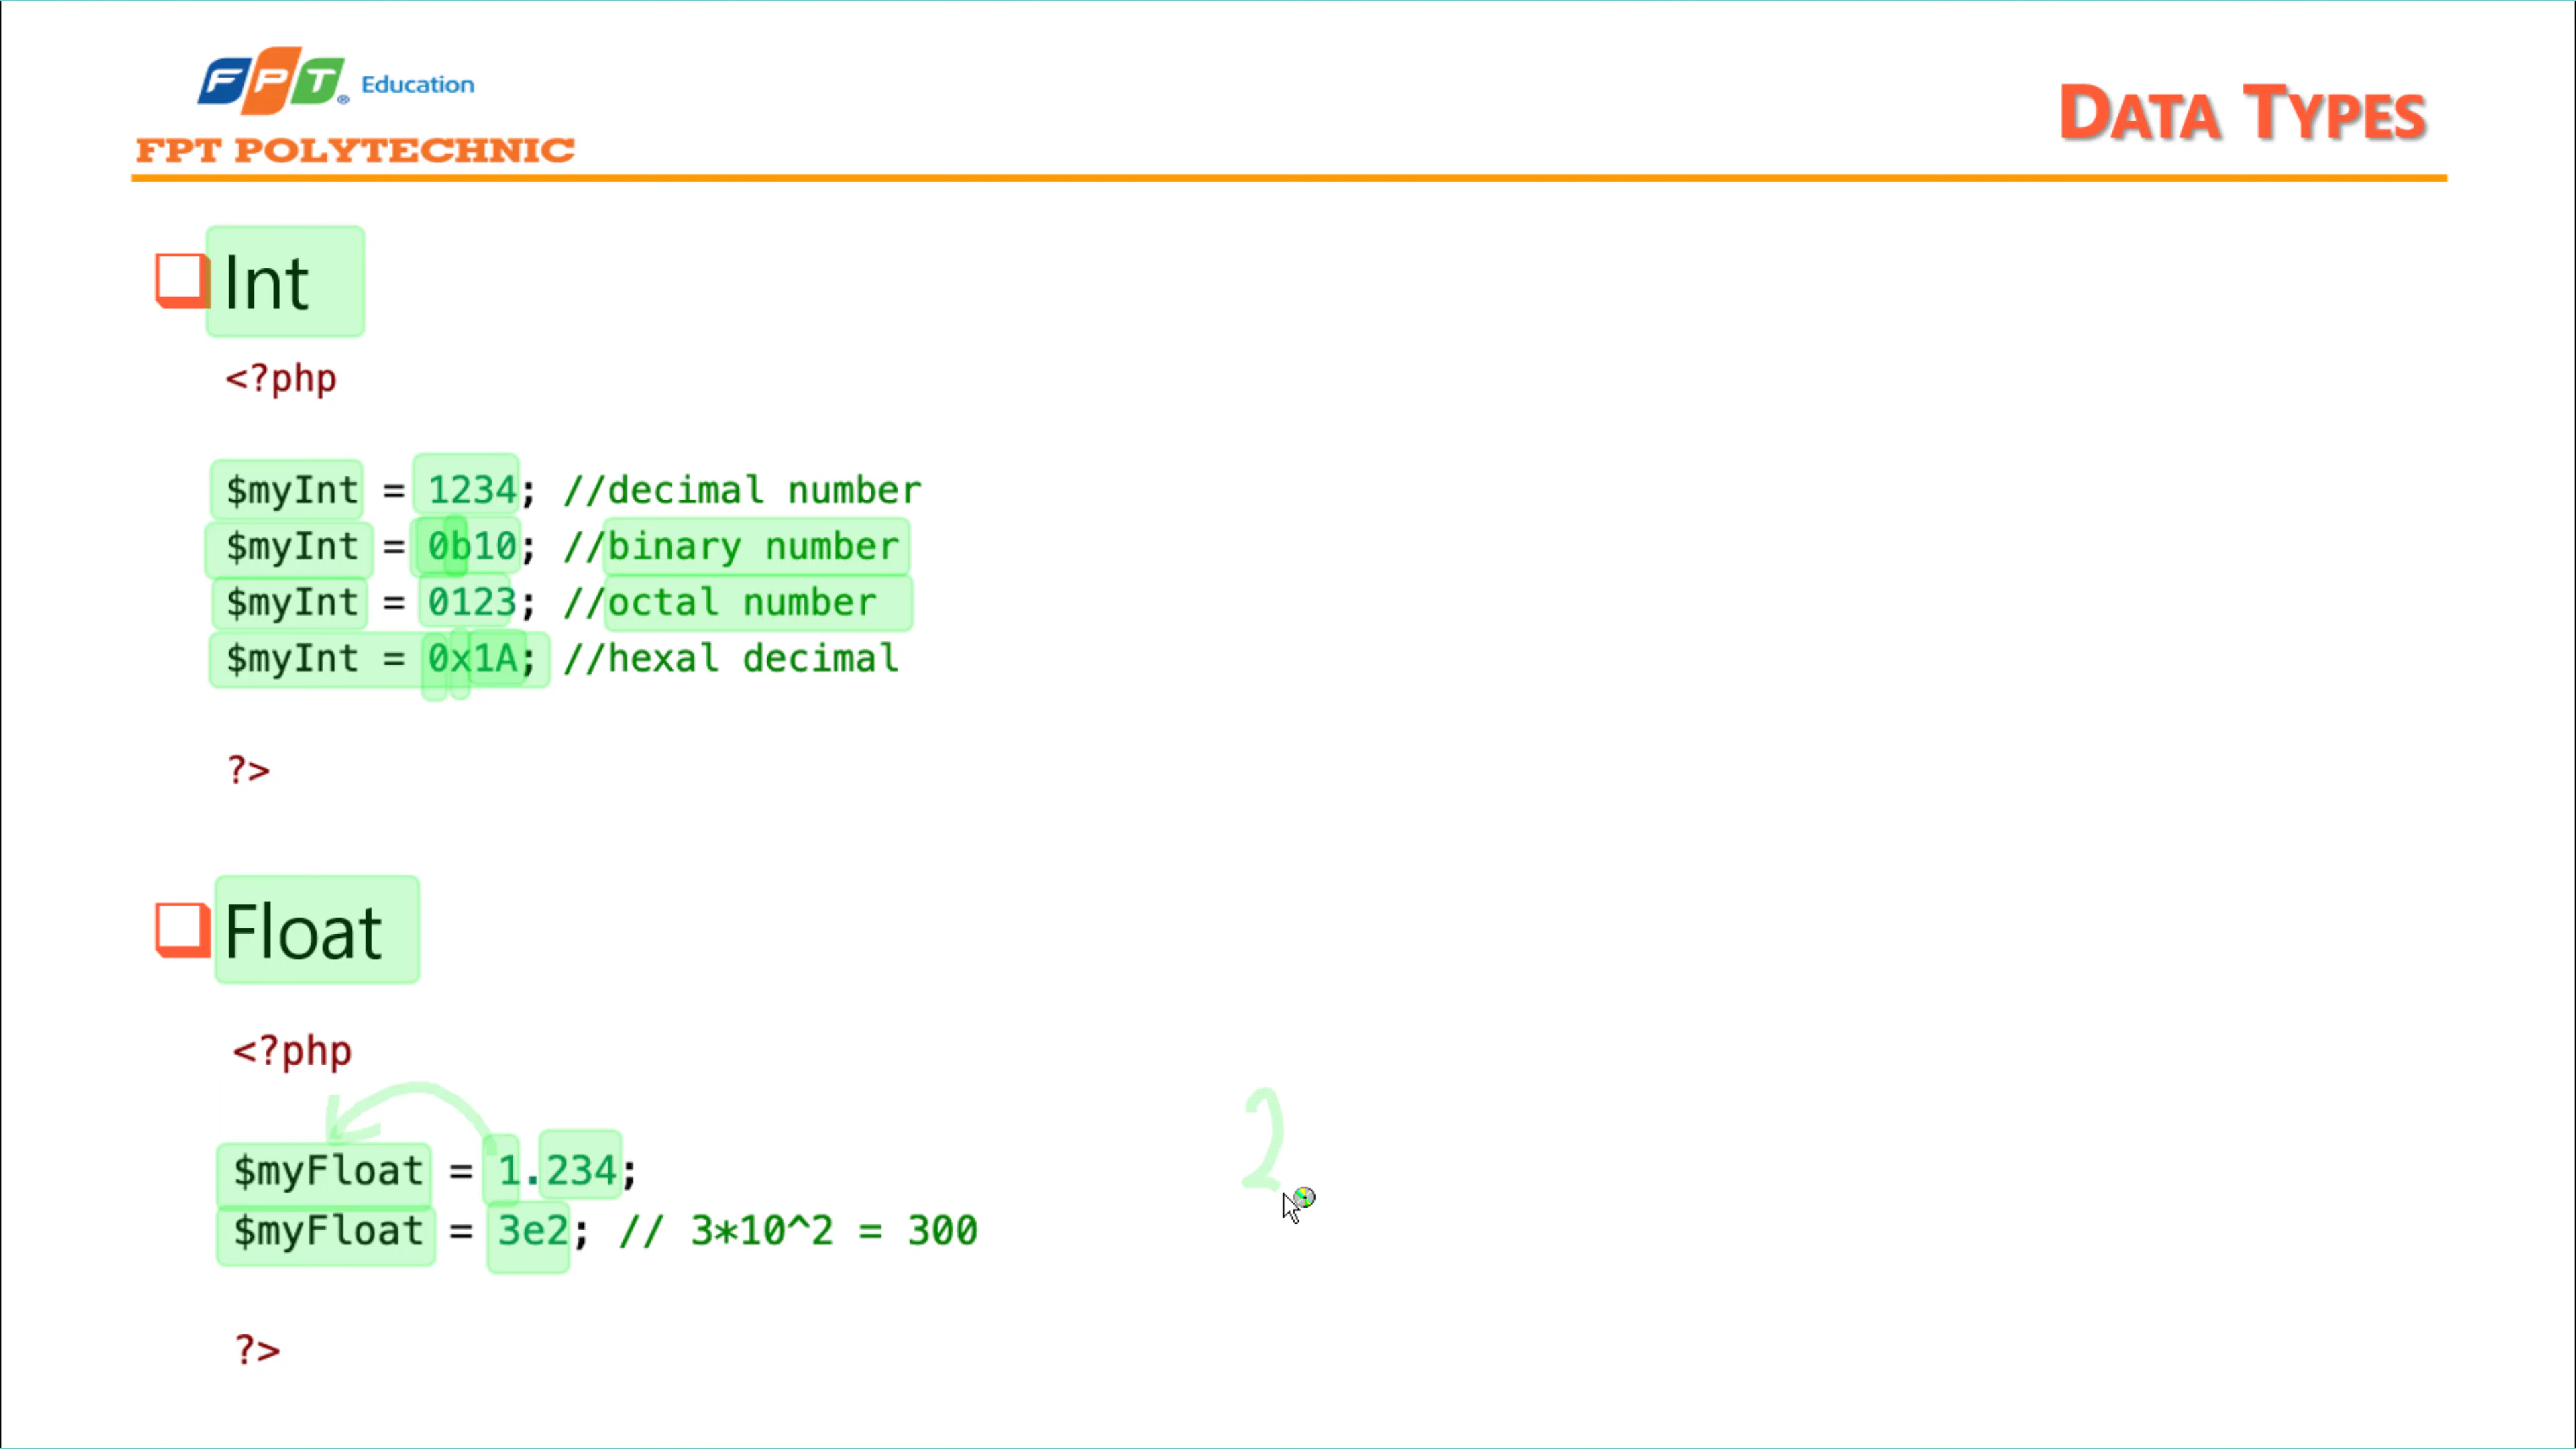 FPT Education
FPT POLYTECHNIC
DATA TYPES
Int
<?php
$myInt = 1234; //decimal number
$myInt = 0b10; //binary number
$myInt = 0123; //octal number
$myInt = 0x1A; //hexal decimal
?>
Float
<?php
$myFloat = 1.234;
2
$myFloat = 3e2; // 3*10^2 = 300
?>